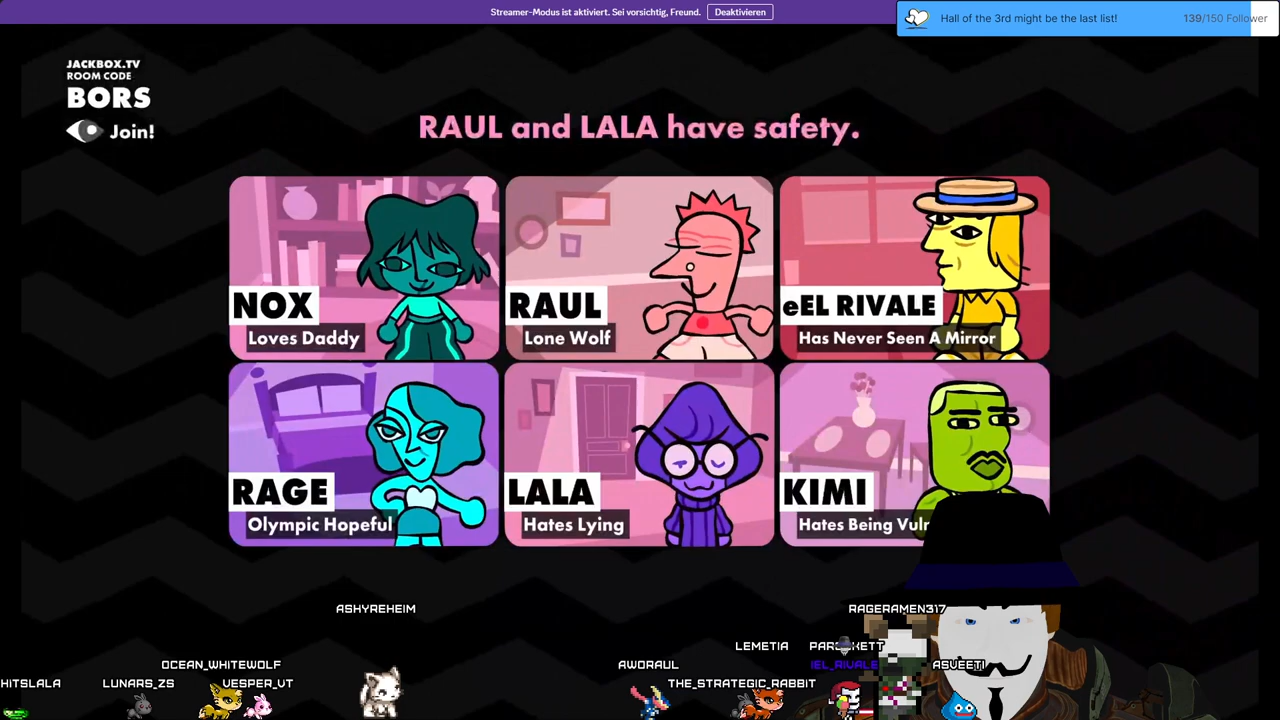 Streamer-Modus ist aktiviert. Sei vorsichtig, Freund. Deaktivieren
Hall of the 3rd might be the last list! 139/150 Follower
JACKBOX.TV
ROOM CODE
BORS
Join!
RAUL and LALA have safety.
NOX
Loves Daddy
RAUL
Lone Wolf
eEL RIVALE
Has Never Seen A Mirror
RAGE
Olympic Hopeful
LALA
Hates Lying
KIMI
Hates Being
ASHYREHEIM
RAGERAMEN317
LEMETIA
OCEAN_WHITEWOLF
AWORAUL
IEL_RIVALE
ASVEETI
HITSLALA
LUNARS_ZS
VESPER_VT
THE_STRATEGIC_RABBIT